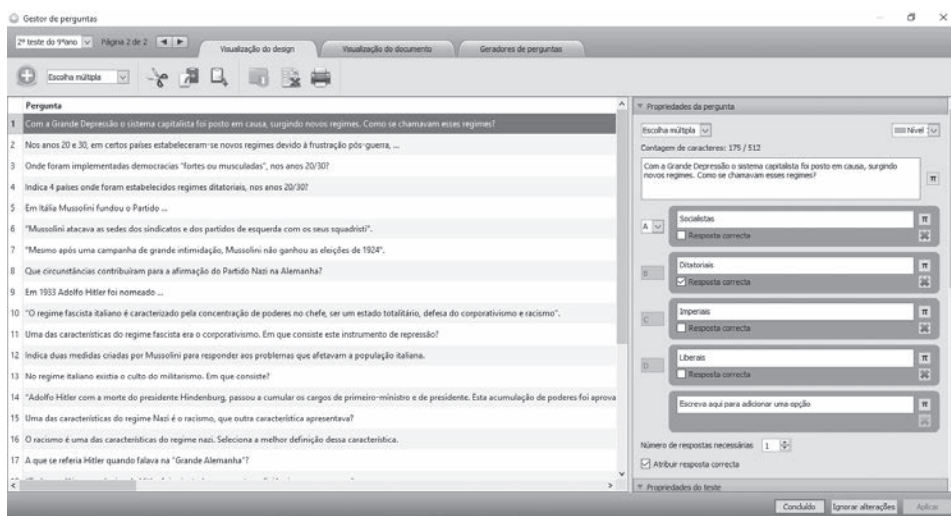 Gestor de perguntas
2º teste do 9ºano Página 2 de 2
Visualização do design Visualização do documento Geradores de perguntas
Escolha múltipla
Pergunta
1 Com a Grande Depressão o sistema capitalista foi posto em causa, surgindo novos regimes. Como se chamavam esses regimes?
2 Nos anos 20 e 30, em certos países estabeleceram-se novos regimes devido à frustração pós-guerra, ...
3 Onde foram implementadas democracias "fortes ou musculadas", nos anos 20/30?
4 Indica 4 países onde foram estabelecidos regimes ditatoriais, nos anos 20/30?
5 Em Itália Mussolini fundou o Partido ...
6 "Mussolini atacava as sedes dos sindicatos e dos partidos de esquerda com os seus squadristi".
7 "Mesmo após uma campanha de grande intimidação, Mussolini não ganhou as eleições de 1924".
8 Que circunstâncias contribuíram para a afirmação do Partido Nazi na Alemanha?
9 Em 1933 Adolfo Hitler foi nomeado ...
10 "O regime fascista italiano é caracterizado pela concentração de poderes no chefe, ser um estado totalitário, defesa do corporativismo e racismo".
11 Uma das características do regime fascista era o corporativismo. Em que consiste este instrumento de repressão?
12 Indica duas medidas criadas por Mussolini para responder aos problemas que afetavam a população italiana.
13 No regime italiano existia o culto do militarismo. Em que consiste?
14 "Adolfo Hitler com a morte do presidente Hindenburg, passou a cumular os cargos de primeiro-ministro e de presidente. Esta acumulação de poderes foi aprova
15 Uma das características do regime Nazi é o racismo, que outra característica apresentava?
16 O racismo é uma das características do regime nazi. Seleciona a melhor definição dessa característica.
17 A que se referia Hitler quando falava na "Grande Alemanha"?
Propriedades da pergunta
Escolha múltipla Nível
Contagem de caracteres: 175 / 512
Com a Grande Depressão o sistema capitalista foi posto em causa, surgindo
novos regimes. Como se chamavam esses regimes?
π
A Socialistas π
Resposta correcta
B Ditatoriais π
Resposta correcta
C Imperiais π
Resposta correcta
D Liberais π
Resposta correcta
Escreva aqui para adicionar uma opção π
Número de respostas necessárias 1
Atribuir resposta correcta
Propriedades do teste
Concluído Ignorar alterações Aplicar